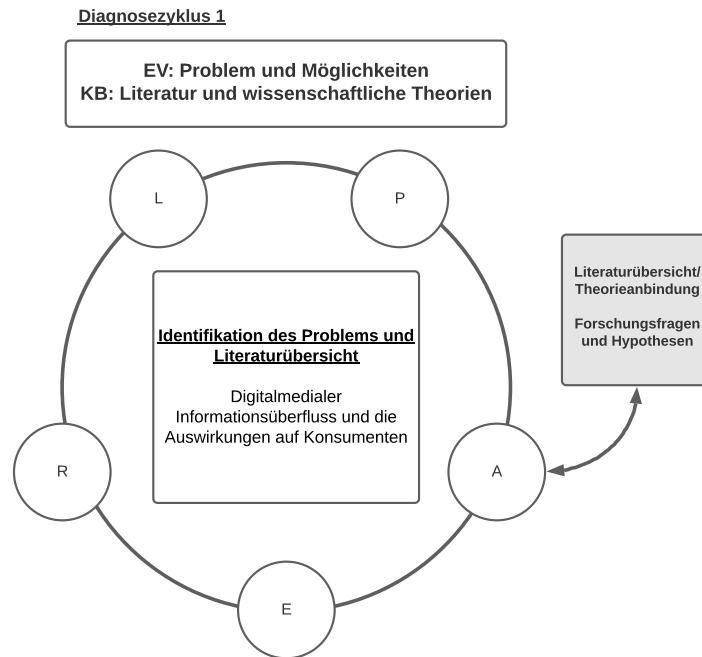 Diagnosezyklus 1
EV: Problem und Möglichkeiten
KB: Literatur und wissenschaftliche Theorien
L
P
Literaturübersicht/
Theorieanbindung
Forschungsfragen
und Hypothesen
Identifikation des Problems und
Literaturübersicht
Digitalmedialer
Informationsüberfluss und die
Auswirkungen auf Konsumenten
R
A
E